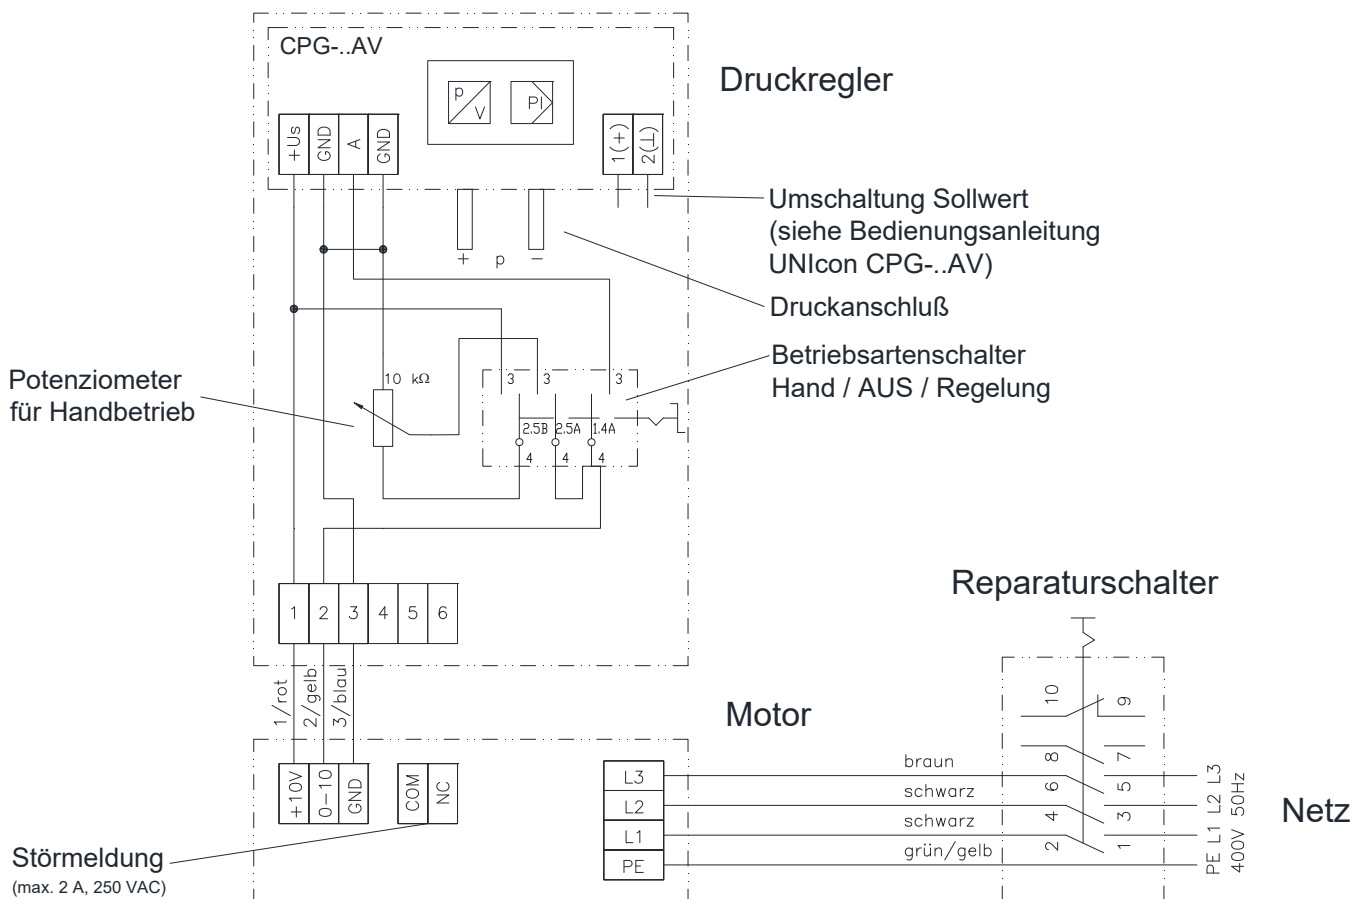 CPG-..AV
Druckregler
p
V
PI
+Us
GND
A
GND
1(+)
2(⊥)
Umschaltung Sollwert
(siehe Bedienungsanleitung
UNIcon CPG-..AV)
+ p -
Druckanschluß
Betriebsartenschalter
Hand / AUS / Regelung
Potenziometer
für Handbetrieb
10 kΩ
3 3 3
2.5B 2.5A 1.4A
4 4 4
1 2 3 4 5 6
Reparaturschalter
1/rot
2/gelb
3/blau
Motor
+10V
0-10
GND
COM
NC
L3
L2
L1
PE
braun
schwarz
schwarz
grün/gelb
10 9
8 7
6 5
4 3
2 1
PE L1 L2 L3
400V 50Hz
Netz
Störmeldung
(max. 2 A, 250 VAC)